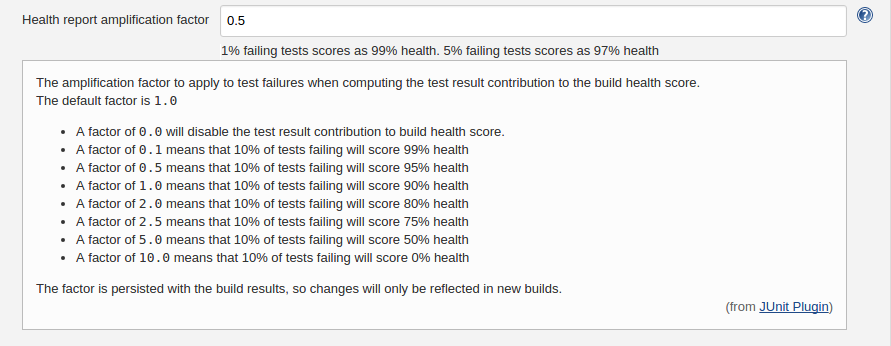 Health report amplification factor 0.5
1% failing tests scores as 99% health. 5% failing tests scores as 97% health
The amplification factor to apply to test failures when computing the test result contribution to the build health score.
The default factor is 1.0
• A factor of 0.0 will disable the test result contribution to build health score.
• A factor of 0.1 means that 10% of tests failing will score 99% health
• A factor of 0.5 means that 10% of tests failing will score 95% health
• A factor of 1.0 means that 10% of tests failing will score 90% health
• A factor of 2.0 means that 10% of tests failing will score 80% health
• A factor of 2.5 means that 10% of tests failing will score 75% health
• A factor of 5.0 means that 10% of tests failing will score 50% health
• A factor of 10.0 means that 10% of tests failing will score 0% health
The factor is persisted with the build results, so changes will only be reflected in new builds.
(from JUnit Plugin)